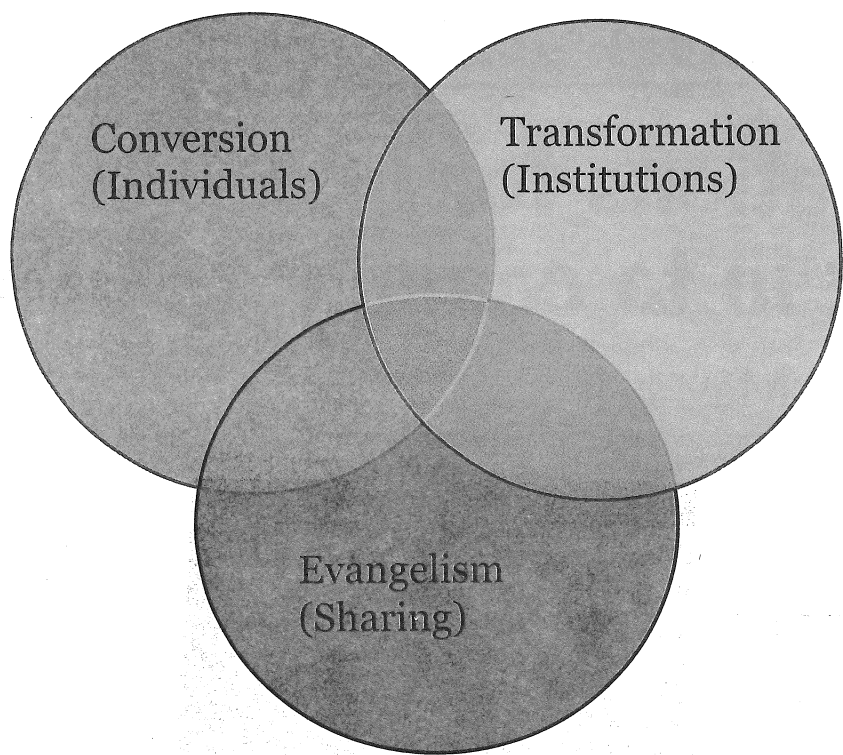 Conversion
(Individuals)
Transformation
(Institutions)
Evangelism
(Sharing)